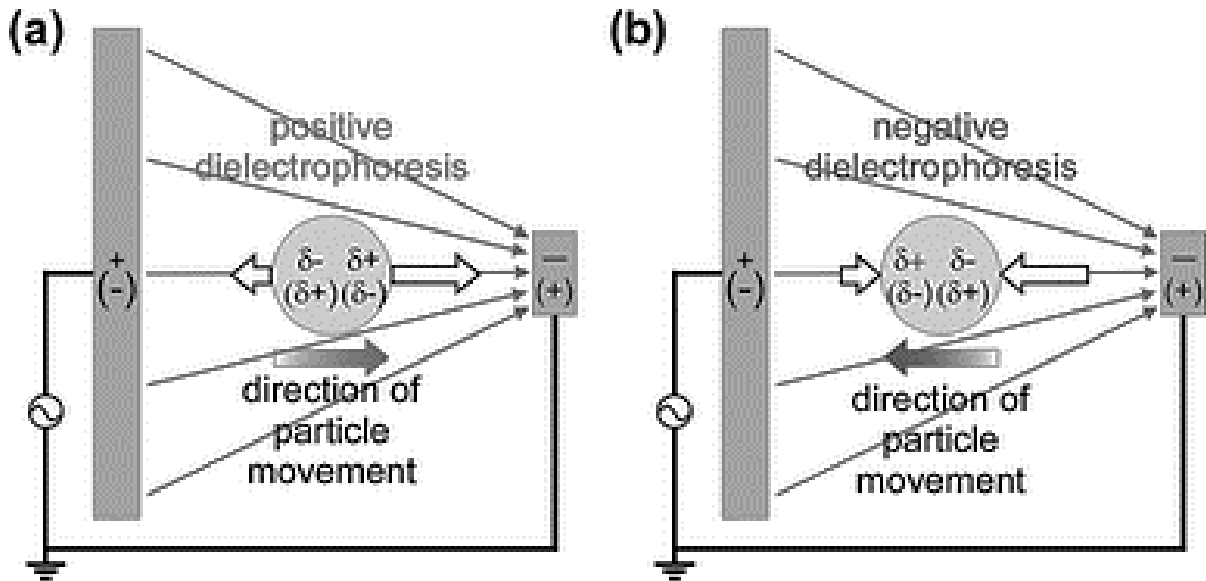 (a)
positive
dielectrophoresis
+
(-)
δ- δ+
(δ+)(δ-)
−
(+)
direction of
particle
movement
(b)
negative
dielectrophoresis
+
(-)
δ+ δ-
(δ-)(δ+)
−
(+)
direction of
particle
movement